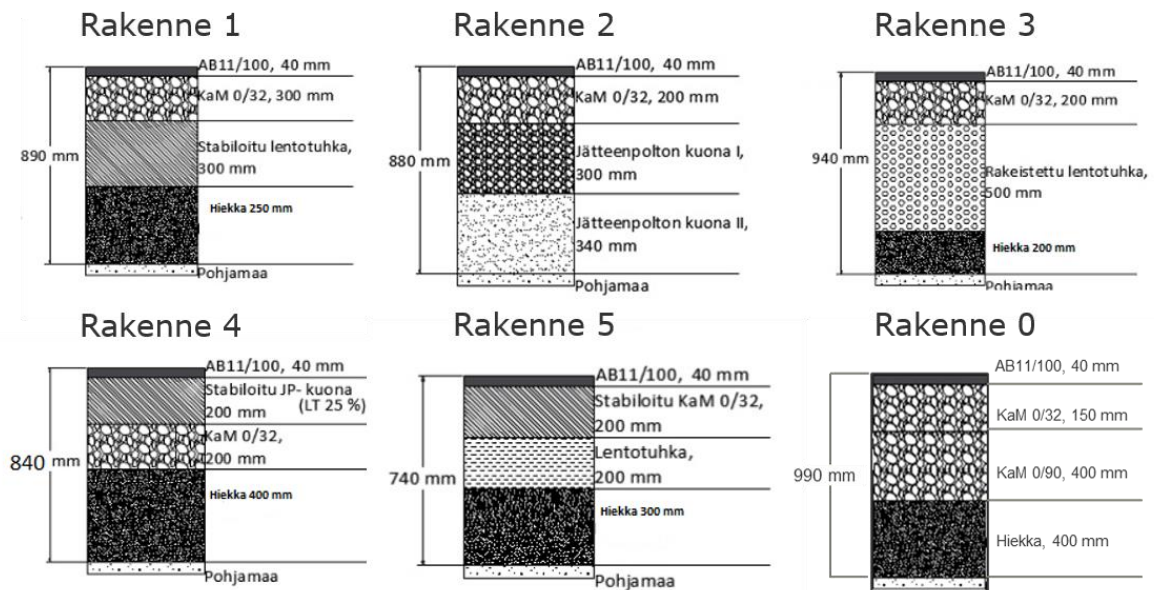 Rakenne 1
AB11/100, 40 mm
KaM 0/32, 300 mm
Stabiloitu lentotuhka,
300 mm
890 mm
Hiekka 250 mm
Pohjamaa
Rakenne 2
AB11/100, 40 mm
KaM 0/32, 200 mm
Jätteenpolton kuona I,
300 mm
880 mm
Jätteenpolton kuona II,
340 mm
Pohjamaa
Rakenne 3
AB11/100, 40 mm
KaM 0/32, 200 mm
940 mm
Rakeistettu lentotuhka,
500 mm
Hiekka 200 mm
Pohjamaa
Rakenne 4
AB11/100, 40 mm
Stabiloitu JP- kuona
200 mm (LT 25 %)
KaM 0/32,
200 mm
840 mm
Hiekka 400 mm
Pohjamaa
Rakenne 5
AB11/100, 40 mm
Stabiloitu KaM 0/32,
200 mm
Lentotuhka,
200 mm
740 mm
Hiekka 300 mm
Pohjamaa
Rakenne 0
AB11/100, 40 mm
KaM 0/32, 150 mm
KaM 0/90, 400 mm
990 mm
Hiekka, 400 mm